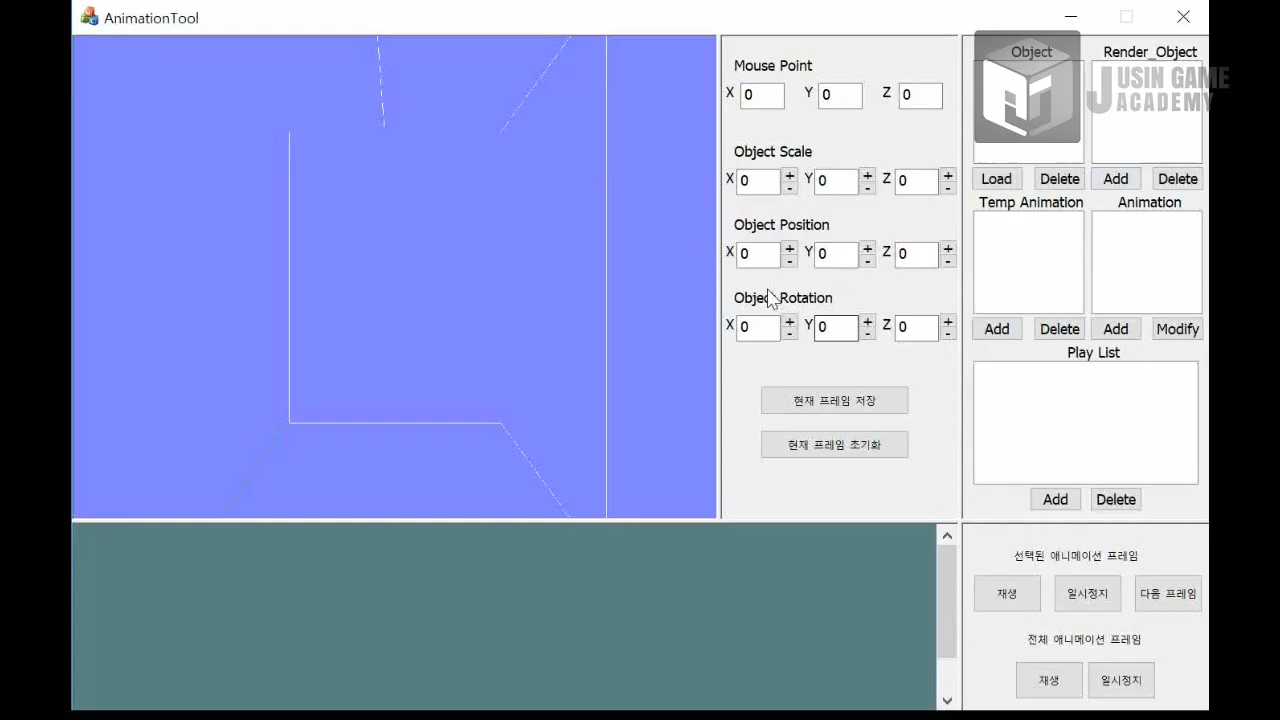 AnimationTool
Mouse Point
X 0 Y 0 Z 0
Object Scale
X 0 + - Y 0 + - Z 0 + -
Object Position
X 0 + - Y 0 + - Z 0 + -
Object Rotation
X 0 + - Y 0 + - Z 0 + -
현재 프레임 저장
현재 프레임 초기화
Object Render_Object
JUSIN GAME
ACADEMY
Load Delete Add Delete
Temp Animation Animation
Add Delete Add Modify
Play List
Add Delete
선택된 애니메이션 프레임
재생 일시정지 다음 프레임
전체 애니메이션 프레임
재생 일시정지